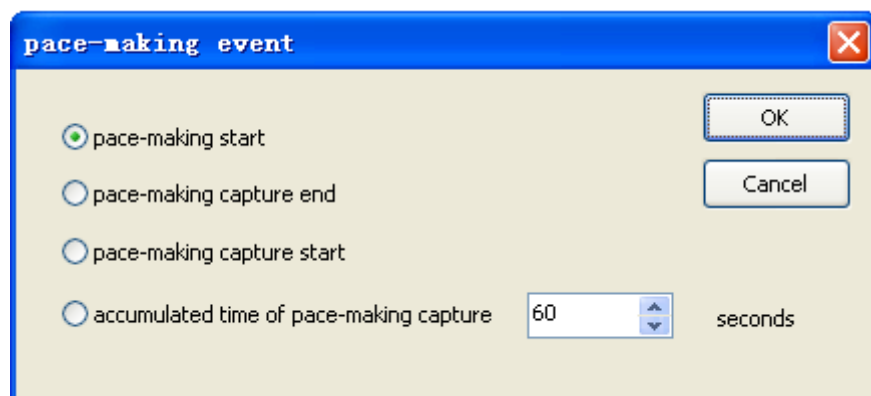 pace-making event
pace-making start
OK
pace-making capture end
Cancel
pace-making capture start
accumulated time of pace-making capture 60 seconds